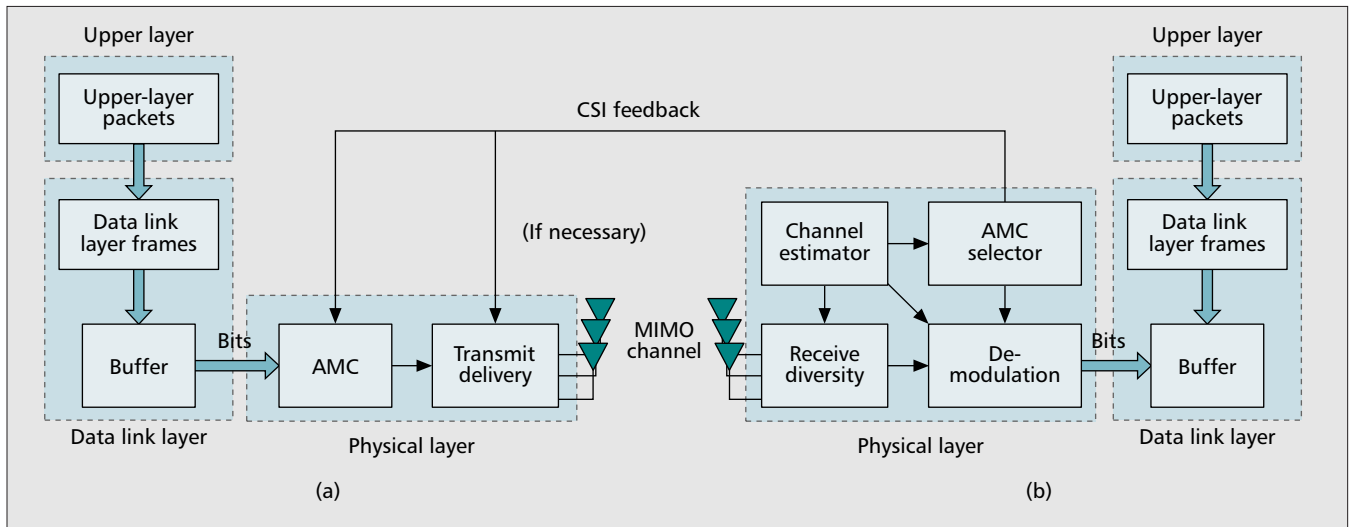 Upper layer
Upper-layer
packets
Data link
layer frames
Buffer
Data link layer
Bits
AMC
Transmit
delivery
Physical layer
(a)
CSI feedback
(If necessary)
MIMO
channel
Channel
estimator
AMC
selector
Receive
diversity
De-
modulation
Physical layer
(b)
Bits
Upper layer
Upper-layer
packets
Data link
layer frames
Buffer
Data link layer